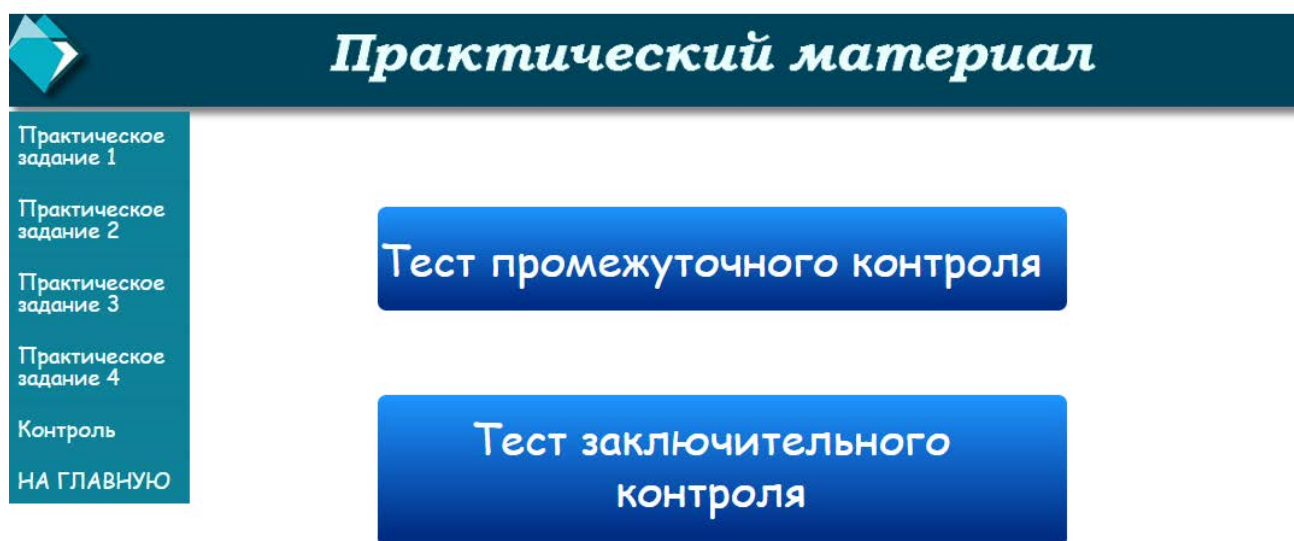 Практический материал
Практическое
задание 1
Практическое
задание 2
Практическое
задание 3
Практическое
задание 4
Контроль
НА ГЛАВНУЮ
Тест промежуточного контроля
Тест заключительного
контроля